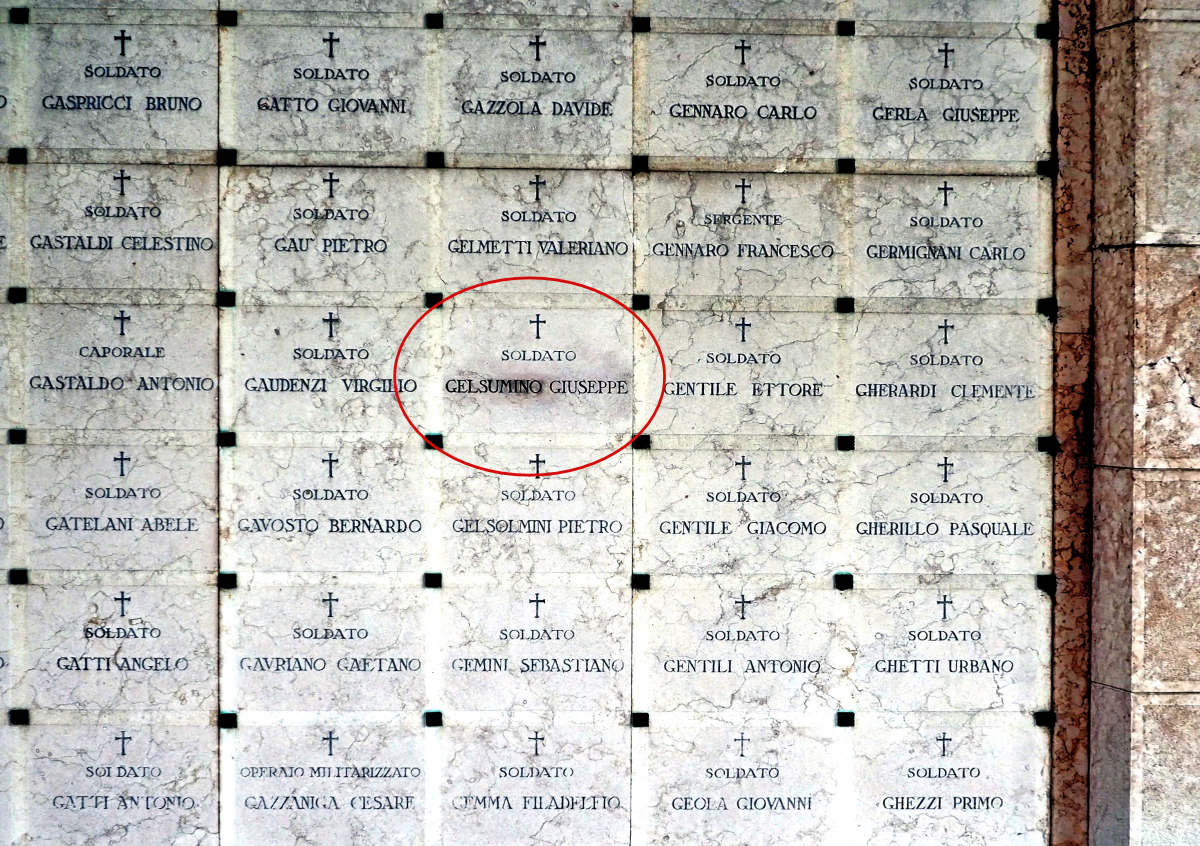 SOLDATO
GASPRICCI BRUNO
SOLDATO
GATTO GIOVANNI
SOLDATO
GAZZOLA DAVIDE
SOLDATO
GENNARO CARLO
SOLDATO
GERLA GIUSEPPE
SOLDATO
GASTALDI CELESTINO
SOLDATO
GAU' PIETRO
SOLDATO
GELMETTI VALERIANO
SERGENTE
GENNARO FRANCESCO
SOLDATO
GERMIGNANI CARLO
CAPORALE
GASTALDO ANTONIO
SOLDATO
GAUDENZI VIRGILIO
SOLDATO
GELSUMINO GIUSEPPE
SOLDATO
GENTILE ETTORE
SOLDATO
GHERARDI CLEMENTE
SOLDATO
GATELANI ABELE
SOLDATO
GAVOSTO BERNARDO
SOLDATO
GELSOLMINI PIETRO
SOLDATO
GENTILE GIACOMO
SOLDATO
GHERILLO PASQUALE
SOLDATO
GATTI ANGELO
SOLDATO
GAVRIANO GAETANO
SOLDATO
GEMINI SEBASTIANO
SOLDATO
GENTILI ANTONIO
SOLDATO
GHETTI URBANO
SOLDATO
GATTI ANTONIO
OPERAIO MILITARIZZATO
GAZZANIGA CESARE
SOLDATO
GEMMA FILADELFIO
SOLDATO
GEOLA GIOVANNI
SOLDATO
GHEZZI PRIMO